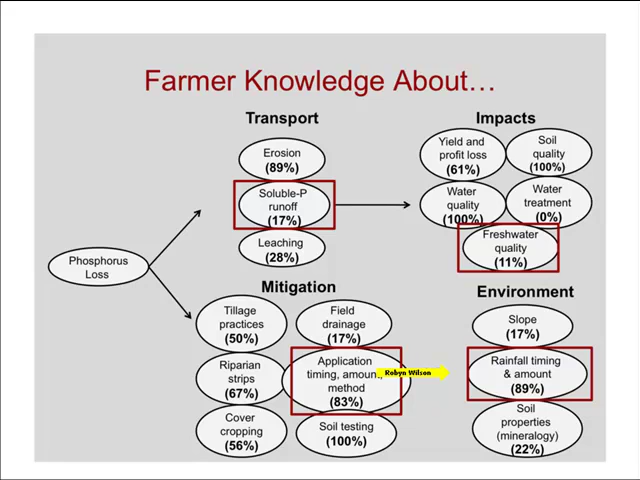 Farmer Knowledge About…
Transport
Impacts
Erosion
(89%)
Soluble-P
runoff
(17%)
Leaching
(28%)
Yield and
profit loss
(61%)
Soil
quality
(100%)
Water
quality
(100%)
Water
treatment
(0%)
Freshwater
quality
(11%)
Phosphorus
Loss
Mitigation
Environment
Tillage
practices
(50%)
Field
drainage
(17%)
Riparian
strips
(67%)
Application
timing, amount,
method
(83%)
Robyn Wilson
Cover
cropping
(56%)
Soil testing
(100%)
Slope
(17%)
Rainfall timing
& amount
(89%)
Soil
properties
(mineralogy)
(22%)